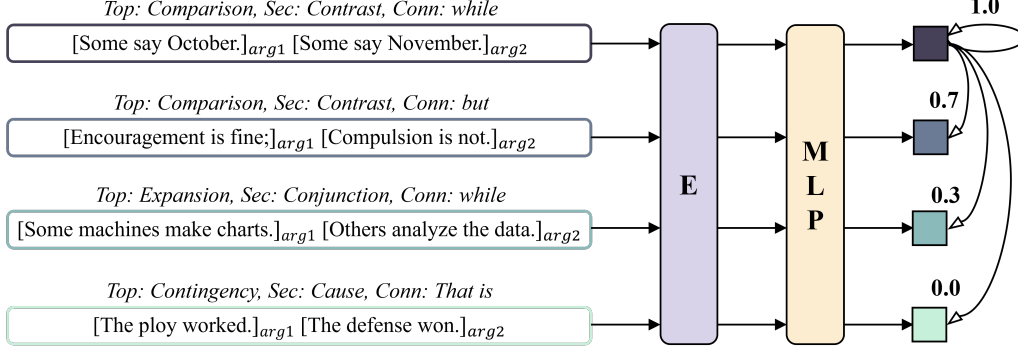 Top: Comparison, Sec: Contrast, Conn: while
1.0
[Some say October.]arg1 [Some say November.]arg2
Top: Comparison, Sec: Contrast, Conn: but
0.7
[Encouragement is fine;]arg1 [Compulsion is not.]arg2
E
M
L
P
Top: Expansion, Sec: Conjunction, Conn: while
0.3
[Some machines make charts.]arg1 [Others analyze the data.]arg2
Top: Contingency, Sec: Cause, Conn: That is
0.0
[The ploy worked.]arg1 [The defense won.]arg2